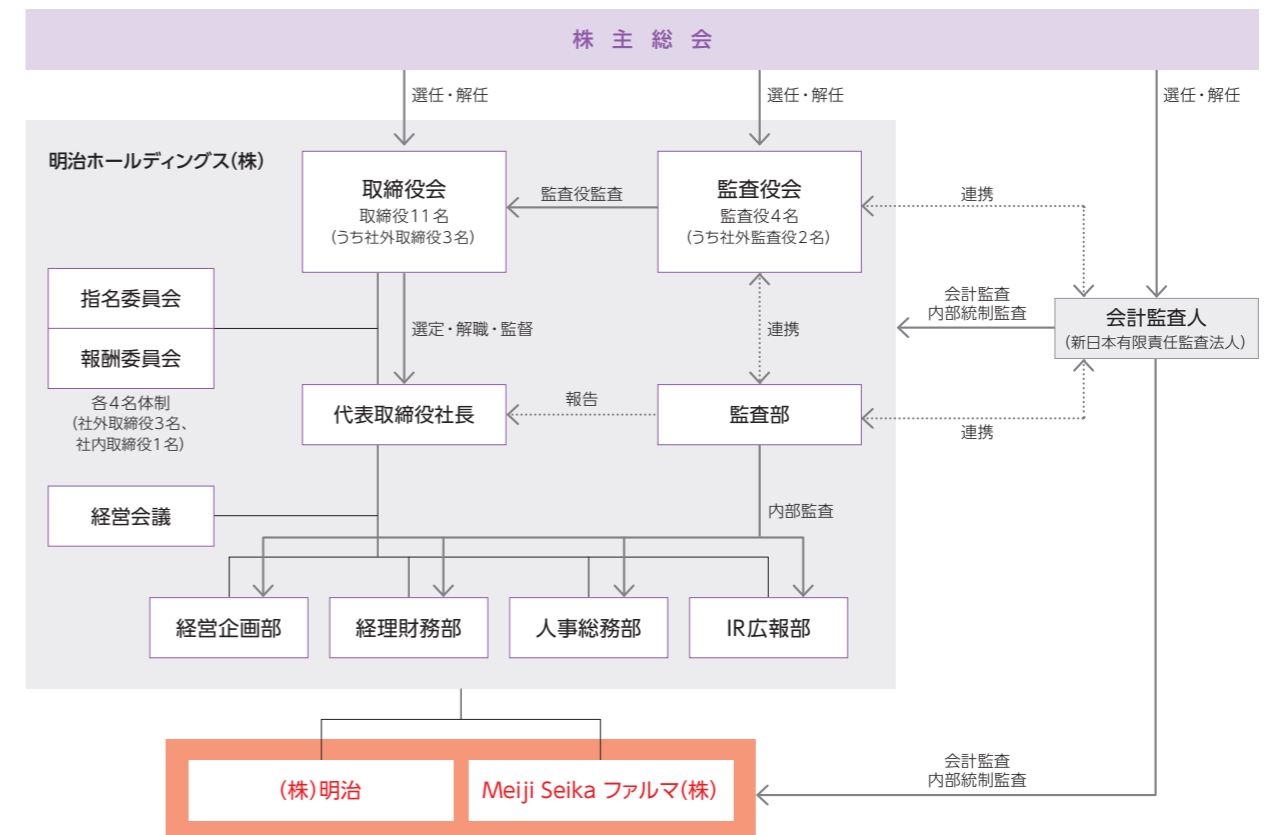 株主総会
選任・解任
選任・解任
選任・解任
明治ホールディングス(株)
取締役会
取締役11名
(うち社外取締役3名)
監査役監査
監査役会
監査役4名
(うち社外監査役2名)
連携
指名委員会
報酬委員会
各4名体制
(社外取締役3名、
社内取締役1名)
選定・解職・監督
連携
会計監査
内部統制監査
会計監査人
(新日本有限責任監査法人)
代表取締役社長
報告
監査部
連携
経営会議
内部監査
経営企画部
経理財務部
人事総務部
IR広報部
(株)明治
Meiji Seika ファルマ(株)
会計監査
内部統制監査